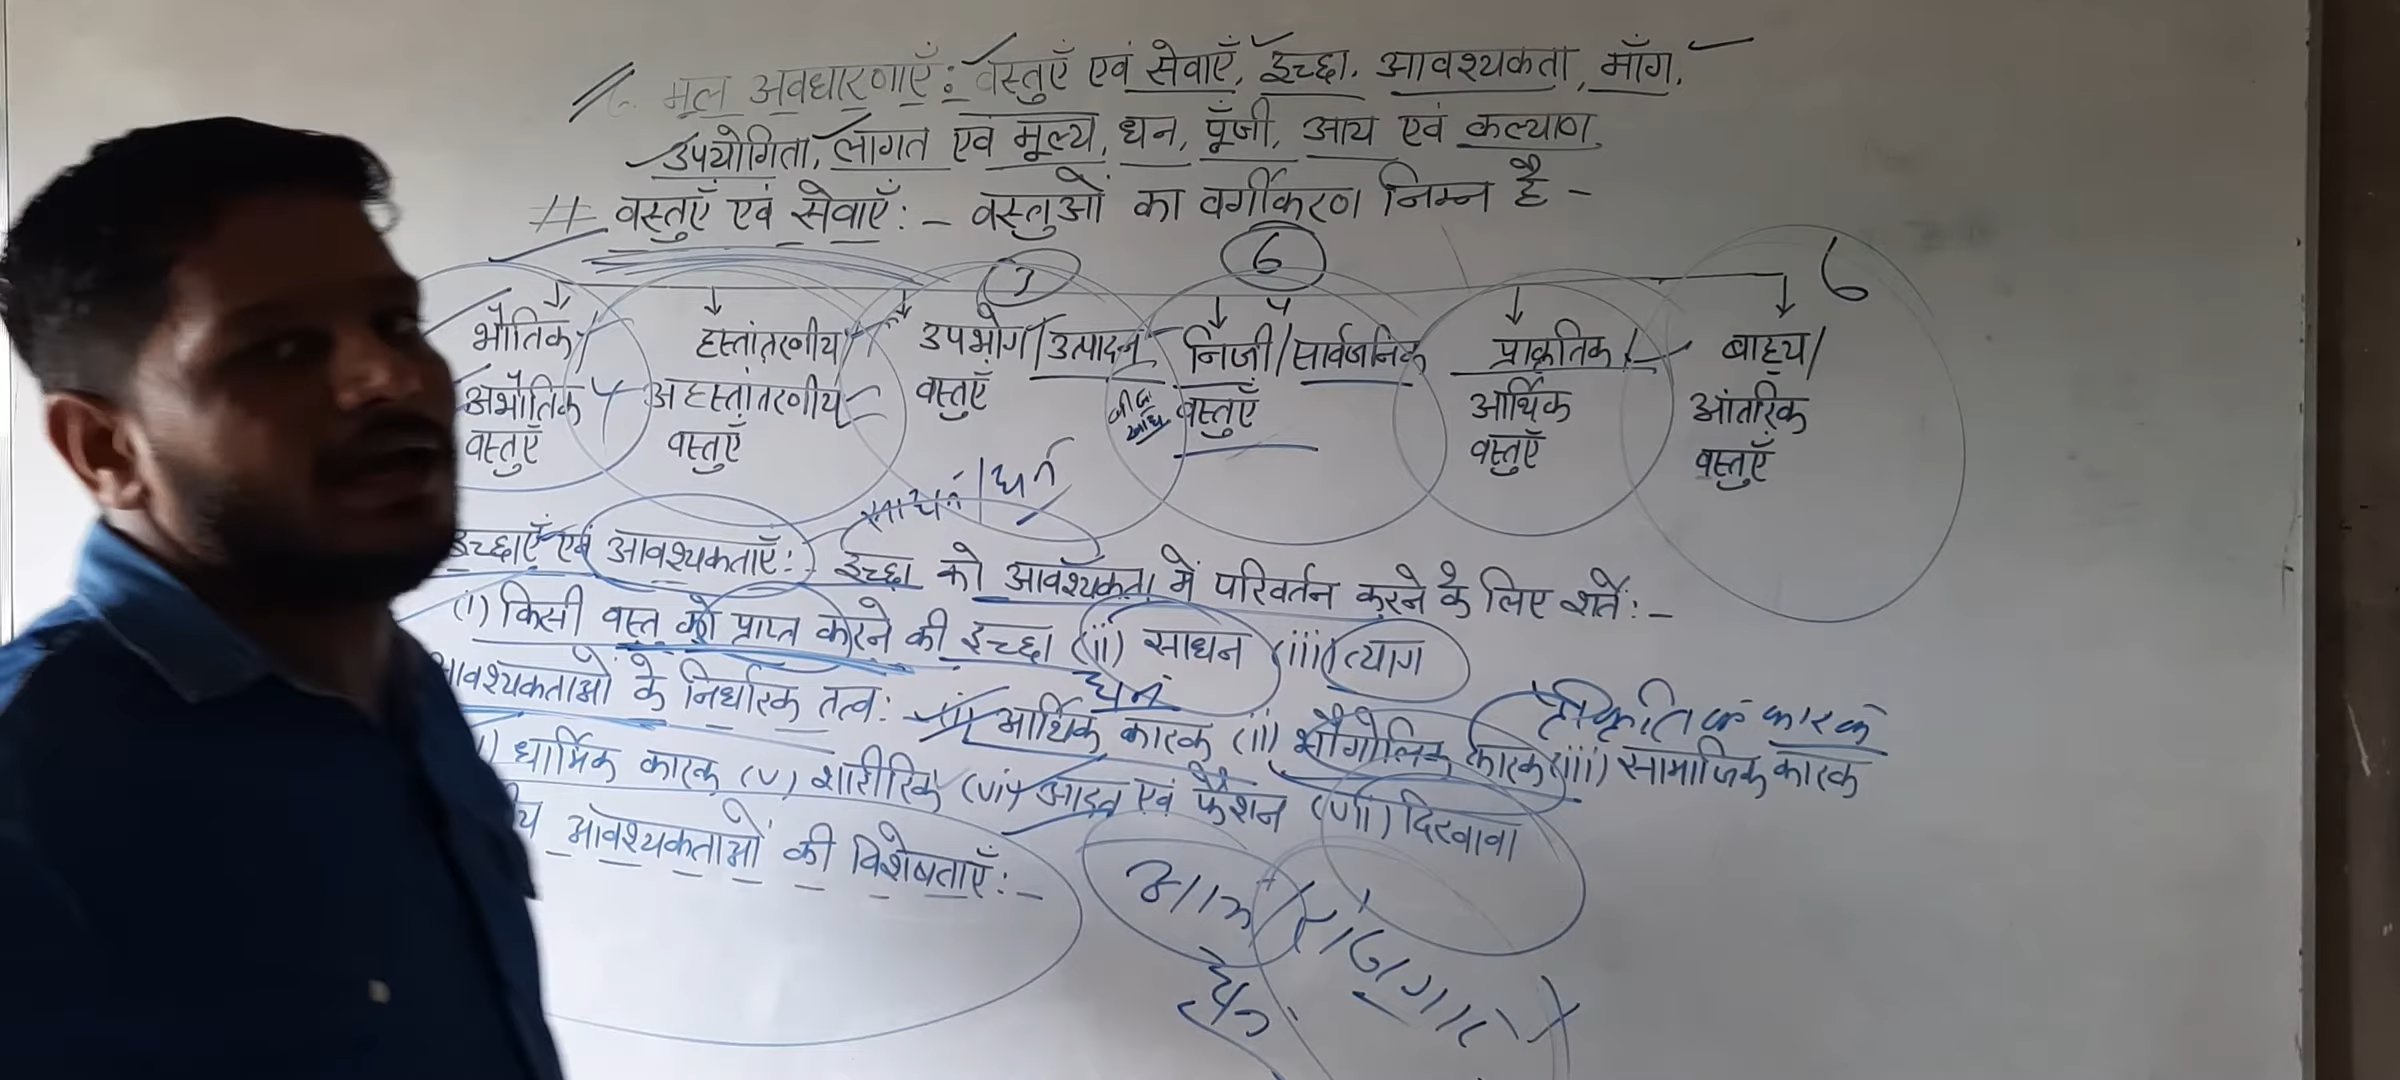 मूल अवधारणाएँ: वस्तुएँ एवं सेवाएँ, इच्छा, आवश्यकता, माँग,
उपयोगिता, लागत एवं मूल्य, धन, पूँजी, आय एवं कल्याण
# वस्तुएँ एवं सेवाएँ:- वस्तुओं का वर्गीकरण निम्न है -
6
6
भौतिक/ हस्तांतरणीय/ उपभोग/उत्पादन निजी/सार्वजनिक प्राकृतिक/ बाह्य/
अभौतिक अहस्तांतरणीय वस्तुएँ वस्तुएँ आर्थिक आंतरिक
वस्तुएँ वस्तुएँ वस्तुएँ वस्तुएँ
साधन/धन
इच्छाएँ एवं आवश्यकताएँ:- इच्छा को आवश्यकता में परिवर्तन करने के लिए शर्तें:-
(i) किसी वस्तु को प्राप्त करने की इच्छा (ii) साधन (iii) त्याग
धन
आवश्यकताओं के निर्धारक तत्व:- (i) आर्थिक कारक (ii) भौगोलिक कारक (iii) सामाजिक कारक
धार्मिक कारक (v) शारीरिक (vi) आदत एवं फैशन (vii) दिखावा
आवश्यकताओं की विशेषताएँ:-